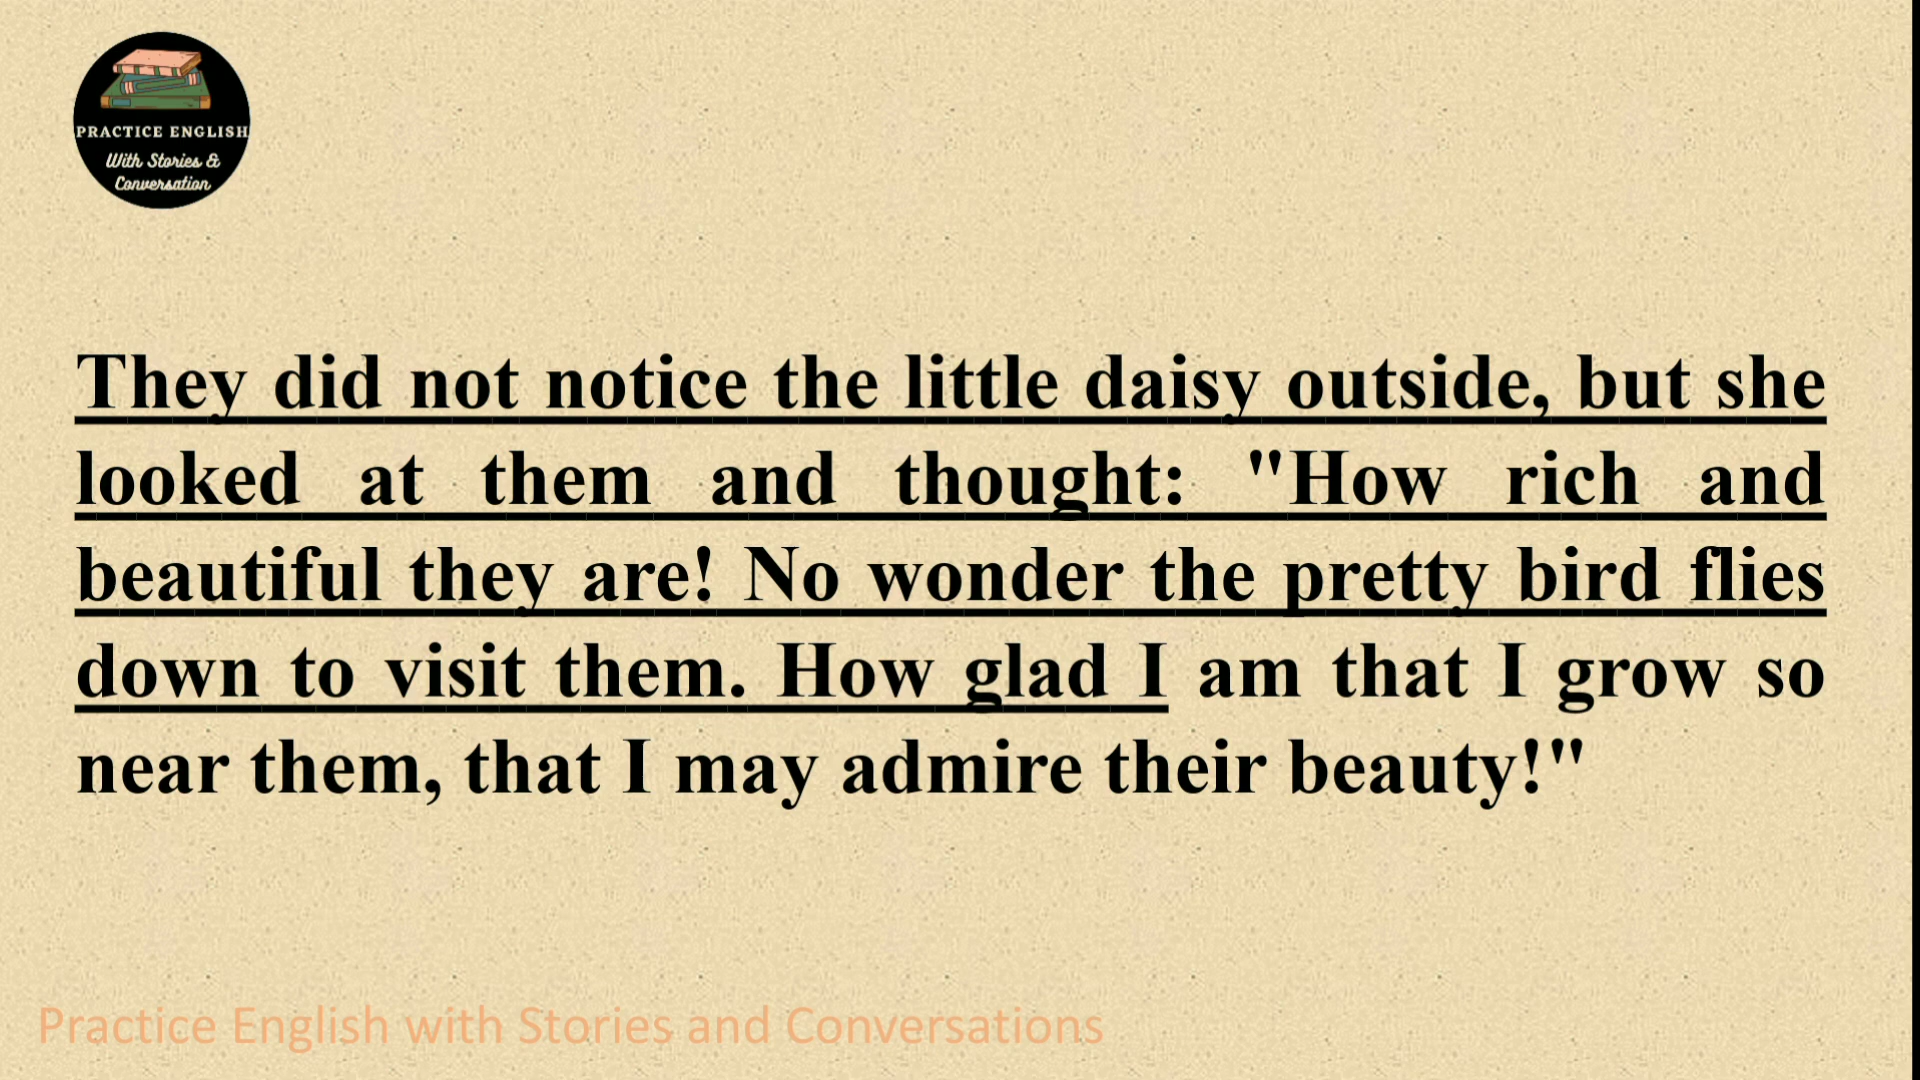 PRACTICE ENGLISH
With Stories &
Conversation
They did not notice the little daisy outside, but she
looked at them and thought: "How rich and
beautiful they are! No wonder the pretty bird flies
down to visit them. How glad I am that I grow so
near them, that I may admire their beauty!"
Practice English with Stories and Conversations